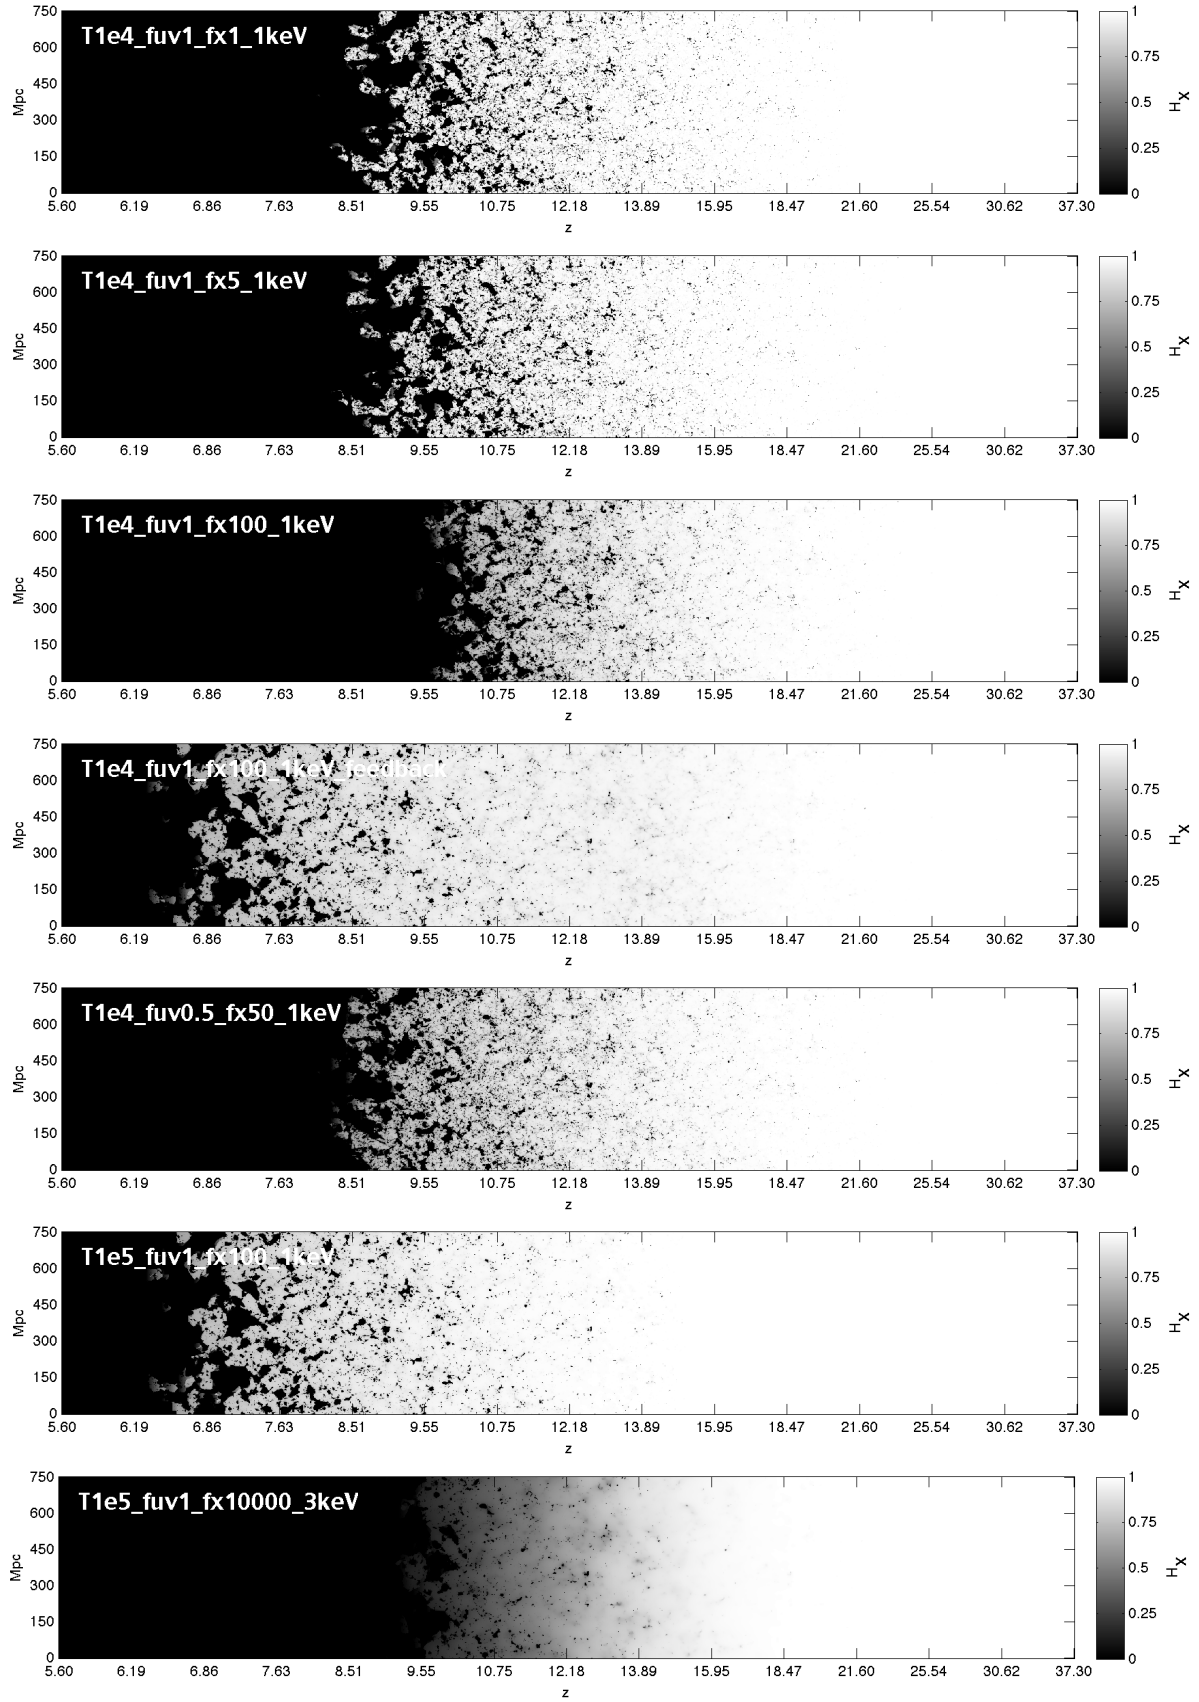 T1e4_fuv1_fx1_1keV
750
600
450
300
150
0
Mpc
5.60 6.19 6.86 7.63 8.51 9.55 10.75 12.18 13.89 15.95 18.47 21.60 25.54 30.62 37.30
z
1
0.75
0.5
0.25
0
XH
T1e4_fuv1_fx5_1keV
750
600
450
300
150
0
Mpc
5.60 6.19 6.86 7.63 8.51 9.55 10.75 12.18 13.89 15.95 18.47 21.60 25.54 30.62 37.30
z
1
0.75
0.5
0.25
0
XH
T1e4_fuv1_fx100_1keV
750
600
450
300
150
0
Mpc
5.60 6.19 6.86 7.63 8.51 9.55 10.75 12.18 13.89 15.95 18.47 21.60 25.54 30.62 37.30
z
1
0.75
0.5
0.25
0
XH
T1e4_fuv1_fx100_1keV_feedback
750
600
450
300
150
0
Mpc
5.60 6.19 6.86 7.63 8.51 9.55 10.75 12.18 13.89 15.95 18.47 21.60 25.54 30.62 37.30
z
1
0.75
0.5
0.25
0
XH
T1e4_fuv0.5_fx50_1keV
750
600
450
300
150
0
Mpc
5.60 6.19 6.86 7.63 8.51 9.55 10.75 12.18 13.89 15.95 18.47 21.60 25.54 30.62 37.30
z
1
0.75
0.5
0.25
0
XH
T1e5_fuv1_fx100_1keV
750
600
450
300
150
0
Mpc
5.60 6.19 6.86 7.63 8.51 9.55 10.75 12.18 13.89 15.95 18.47 21.60 25.54 30.62 37.30
z
1
0.75
0.5
0.25
0
XH
T1e5_fuv1_fx10000_3keV
750
600
450
300
150
0
Mpc
5.60 6.19 6.86 7.63 8.51 9.55 10.75 12.18 13.89 15.95 18.47 21.60 25.54 30.62 37.30
z
1
0.75
0.5
0.25
0
XH